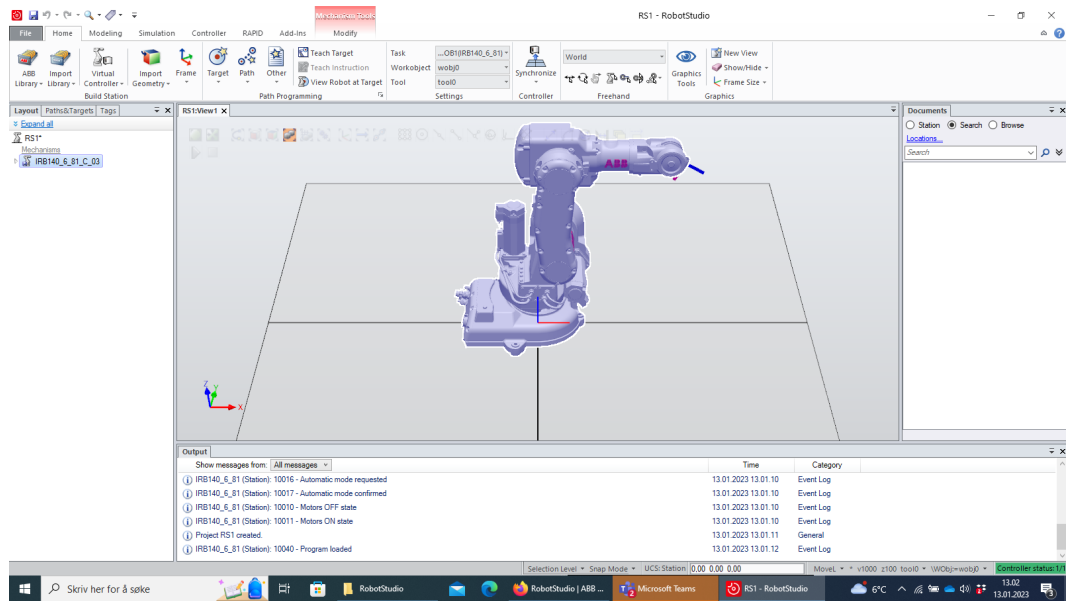 Mechanism Tools
RS1 - RobotStudio
File Home Modeling Simulation Controller RAPID Add-Ins Modify
ABB Library
Import Library
Virtual Controller
Import Geometry
Build Station
Frame
Target
Path
Other
Teach Target
Teach Instruction
View Robot at Target
Path Programming
Task ...OB1(IRB140_6_81)
Workobject wobj0
Tool tool0
Settings
Synchronize
Controller
World
Freehand
Graphics Tools
New View
Show/Hide
Frame Size
Graphics
Layout Paths&Targets Tags
Expand all
RS1*
Mechanisms
IRB140_6_81_C_03
RS1:View1 X
ABB
Z
Y
X
Documents
Station Search Browse
Locations...
Search
Output
Show messages from: All messages Time Category
IRB140_6_81 (Station): 10016 - Automatic mode requested 13.01.2023 13.01.10 Event Log
IRB140_6_81 (Station): 10017 - Automatic mode confirmed 13.01.2023 13.01.10 Event Log
IRB140_6_81 (Station): 10010 - Motors OFF state 13.01.2023 13.01.10 Event Log
IRB140_6_81 (Station): 10011 - Motors ON state 13.01.2023 13.01.10 Event Log
Project RS1 created. 13.01.2023 13.01.11 General
IRB140_6_81 (Station): 10040 - Program loaded 13.01.2023 13.01.12 Event Log
Selection Level Snap Mode UCS: Station 0.00 0.00 0.00 MoveL * v1000 z100 tool0 \WObj:=wobj0 Controller status: 1/1
Skriv her for å søke
RobotStudio
RobotStudio | ABB ...
Microsoft Teams
RS1 - RobotStudio
6°C
13.02
13.01.2023